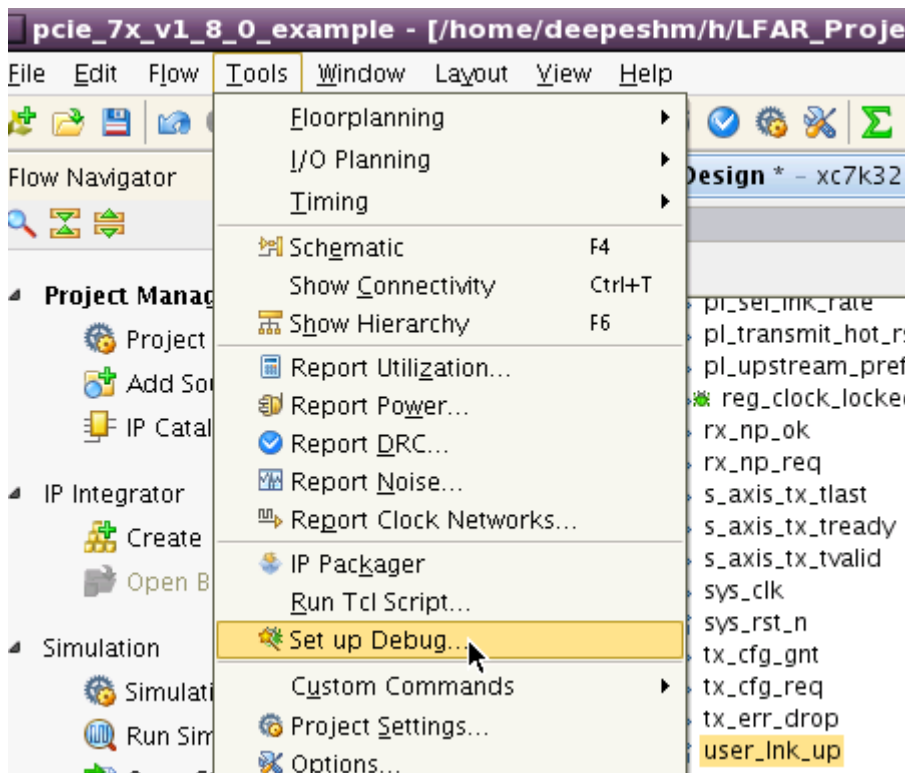 pcie_7x_v1_8_0_example - [/home/deepeshm/h/LFAR_Proje
File Edit Flow Tools Window Layout View Help
Floorplanning
I/O Planning
Timing
Schematic F4
Show Connectivity Ctrl+T
Show Hierarchy F6
Report Utilization...
Report Power...
Report DRC...
Report Noise...
Report Clock Networks...
IP Packager
Run Tcl Script...
Set up Debug...
Custom Commands
Project Settings...
Options...
Flow Navigator
Project Manag
Project
Add Sou
IP Catal
IP Integrator
Create
Open B
Simulation
Simulati
Run Sim
Design * - xc7k32
pl_sel_lnk_rate
pl_transmit_hot_rs
pl_upstream_pref
reg_clock_locked
rx_np_ok
rx_np_req
s_axis_tx_tlast
s_axis_tx_tready
s_axis_tx_tvalid
sys_clk
sys_rst_n
tx_cfg_gnt
tx_cfg_req
tx_err_drop
user_lnk_up